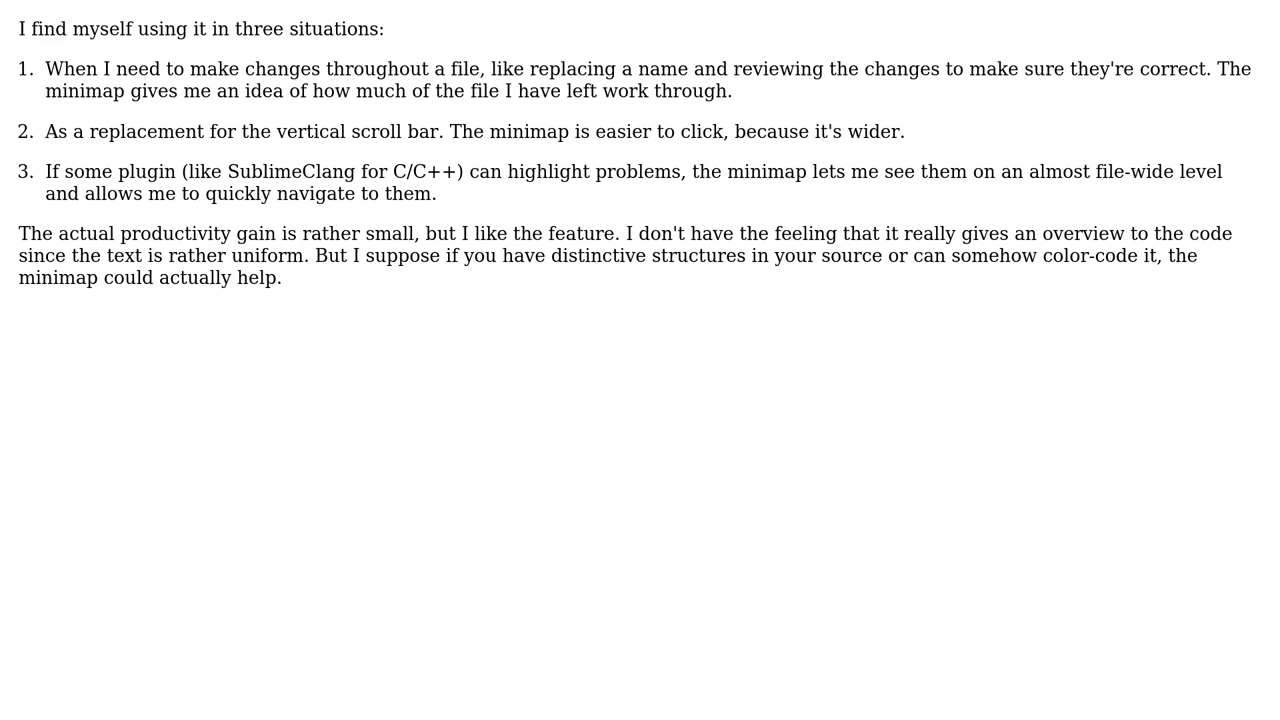 I find myself using it in three situations:
1. When I need to make changes throughout a file, like replacing a name and reviewing the changes to make sure they're correct. The
minimap gives me an idea of how much of the file I have left work through.
2. As a replacement for the vertical scroll bar. The minimap is easier to click, because it's wider.
3. If some plugin (like SublimeClang for C/C++) can highlight problems, the minimap lets me see them on an almost file-wide level
and allows me to quickly navigate to them.
The actual productivity gain is rather small, but I like the feature. I don't have the feeling that it really gives an overview to the code
since the text is rather uniform. But I suppose if you have distinctive structures in your source or can somehow color-code it, the
minimap could actually help.